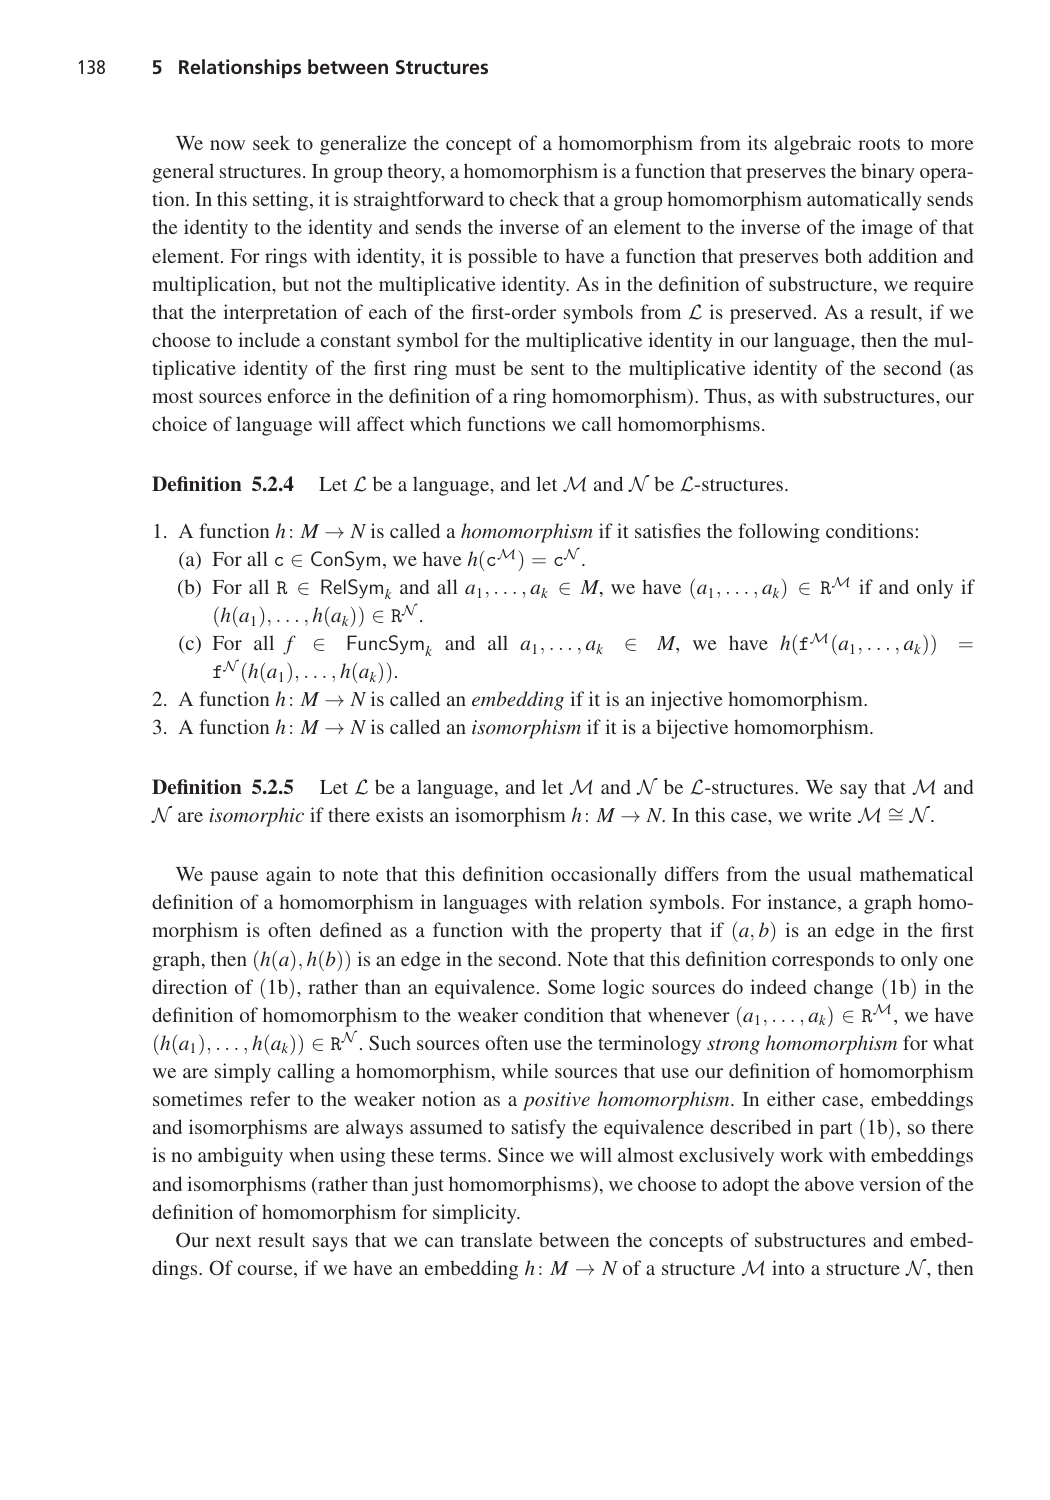 138 5 Relationships between Structures
We now seek to generalize the concept of a homomorphism from its algebraic roots to more
general structures. In group theory, a homomorphism is a function that preserves the binary opera-
tion. In this setting, it is straightforward to check that a group homomorphism automatically sends
the identity to the identity and sends the inverse of an element to the inverse of the image of that
element. For rings with identity, it is possible to have a function that preserves both addition and
multiplication, but not the multiplicative identity. As in the definition of substructure, we require
that the interpretation of each of the first-order symbols from ℒ is preserved. As a result, if we
choose to include a constant symbol for the multiplicative identity in our language, then the mul-
tiplicative identity of the first ring must be sent to the multiplicative identity of the second (as
most sources enforce in the definition of a ring homomorphism). Thus, as with substructures, our
choice of language will affect which functions we call homomorphisms.
Definition 5.2.4 Let ℒ be a language, and let ℳ and 𝒩 be ℒ-structures.
1. A function h: M → N is called a homomorphism if it satisfies the following conditions:
(a) For all c ∈ ConSym, we have h(c^ℳ) = c^𝒩.
(b) For all R ∈ RelSym_k and all a₁, . . . , a_k ∈ M, we have (a₁, . . . , a_k) ∈ R^ℳ if and only if
(h(a₁), . . . , h(a_k)) ∈ R^𝒩.
(c) For all f ∈ FuncSym_k and all a₁, . . . , a_k ∈ M, we have h(f^ℳ(a₁, . . . , a_k)) =
f^𝒩(h(a₁), . . . , h(a_k)).
2. A function h: M → N is called an embedding if it is an injective homomorphism.
3. A function h: M → N is called an isomorphism if it is a bijective homomorphism.
Definition 5.2.5 Let ℒ be a language, and let ℳ and 𝒩 be ℒ-structures. We say that ℳ and
𝒩 are isomorphic if there exists an isomorphism h: M → N. In this case, we write ℳ ≅ 𝒩.
We pause again to note that this definition occasionally differs from the usual mathematical
definition of a homomorphism in languages with relation symbols. For instance, a graph homo-
morphism is often defined as a function with the property that if (a, b) is an edge in the first
graph, then (h(a), h(b)) is an edge in the second. Note that this definition corresponds to only one
direction of (1b), rather than an equivalence. Some logic sources do indeed change (1b) in the
definition of homomorphism to the weaker condition that whenever (a₁, . . . , a_k) ∈ R^ℳ, we have
(h(a₁), . . . , h(a_k)) ∈ R^𝒩. Such sources often use the terminology strong homomorphism for what
we are simply calling a homomorphism, while sources that use our definition of homomorphism
sometimes refer to the weaker notion as a positive homomorphism. In either case, embeddings
and isomorphisms are always assumed to satisfy the equivalence described in part (1b), so there
is no ambiguity when using these terms. Since we will almost exclusively work with embeddings
and isomorphisms (rather than just homomorphisms), we choose to adopt the above version of the
definition of homomorphism for simplicity.
Our next result says that we can translate between the concepts of substructures and embed-
dings. Of course, if we have an embedding h: M → N of a structure ℳ into a structure 𝒩, then